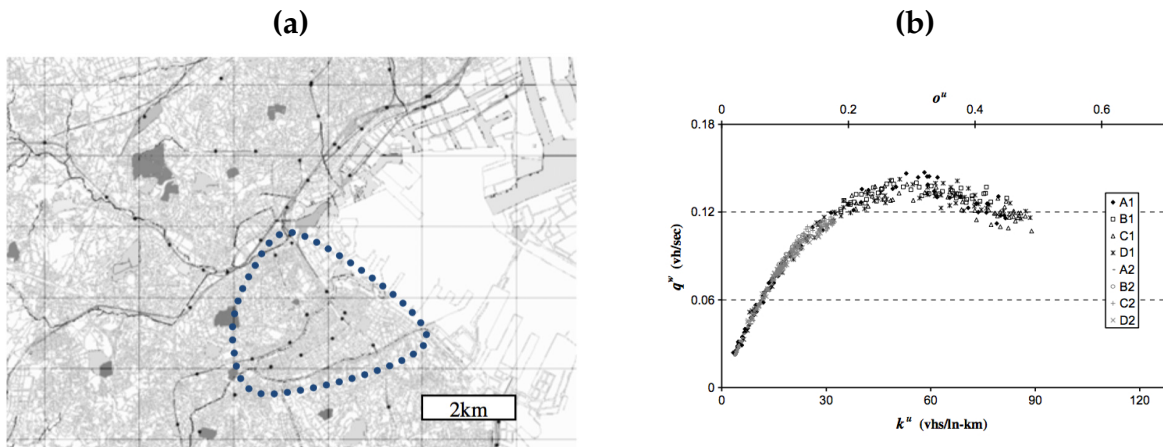 (a)
(b)
2km
o^u
0 0.2 0.4 0.6
0.18
0.12
0.06
0
q^w (vh/sec)
0 30 60 90 120
k^u (vhs/ln-km)
A1
B1
C1
D1
A2
B2
C2
D2